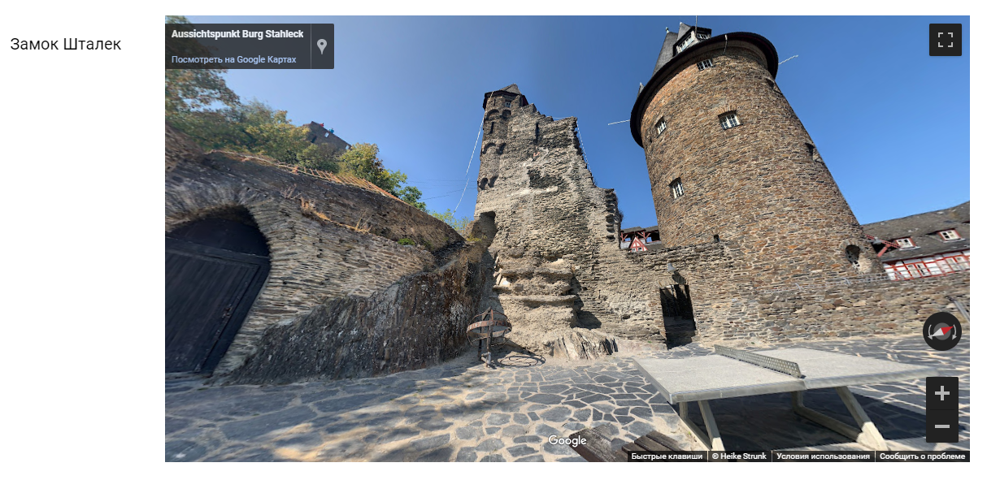 Замок Шталек
Aussichtspunkt Burg Stahleck
Посмотреть на Google Картах
Google
Быстрые клавиши
© Heike Strunk
Условия использования
Сообщить о проблеме